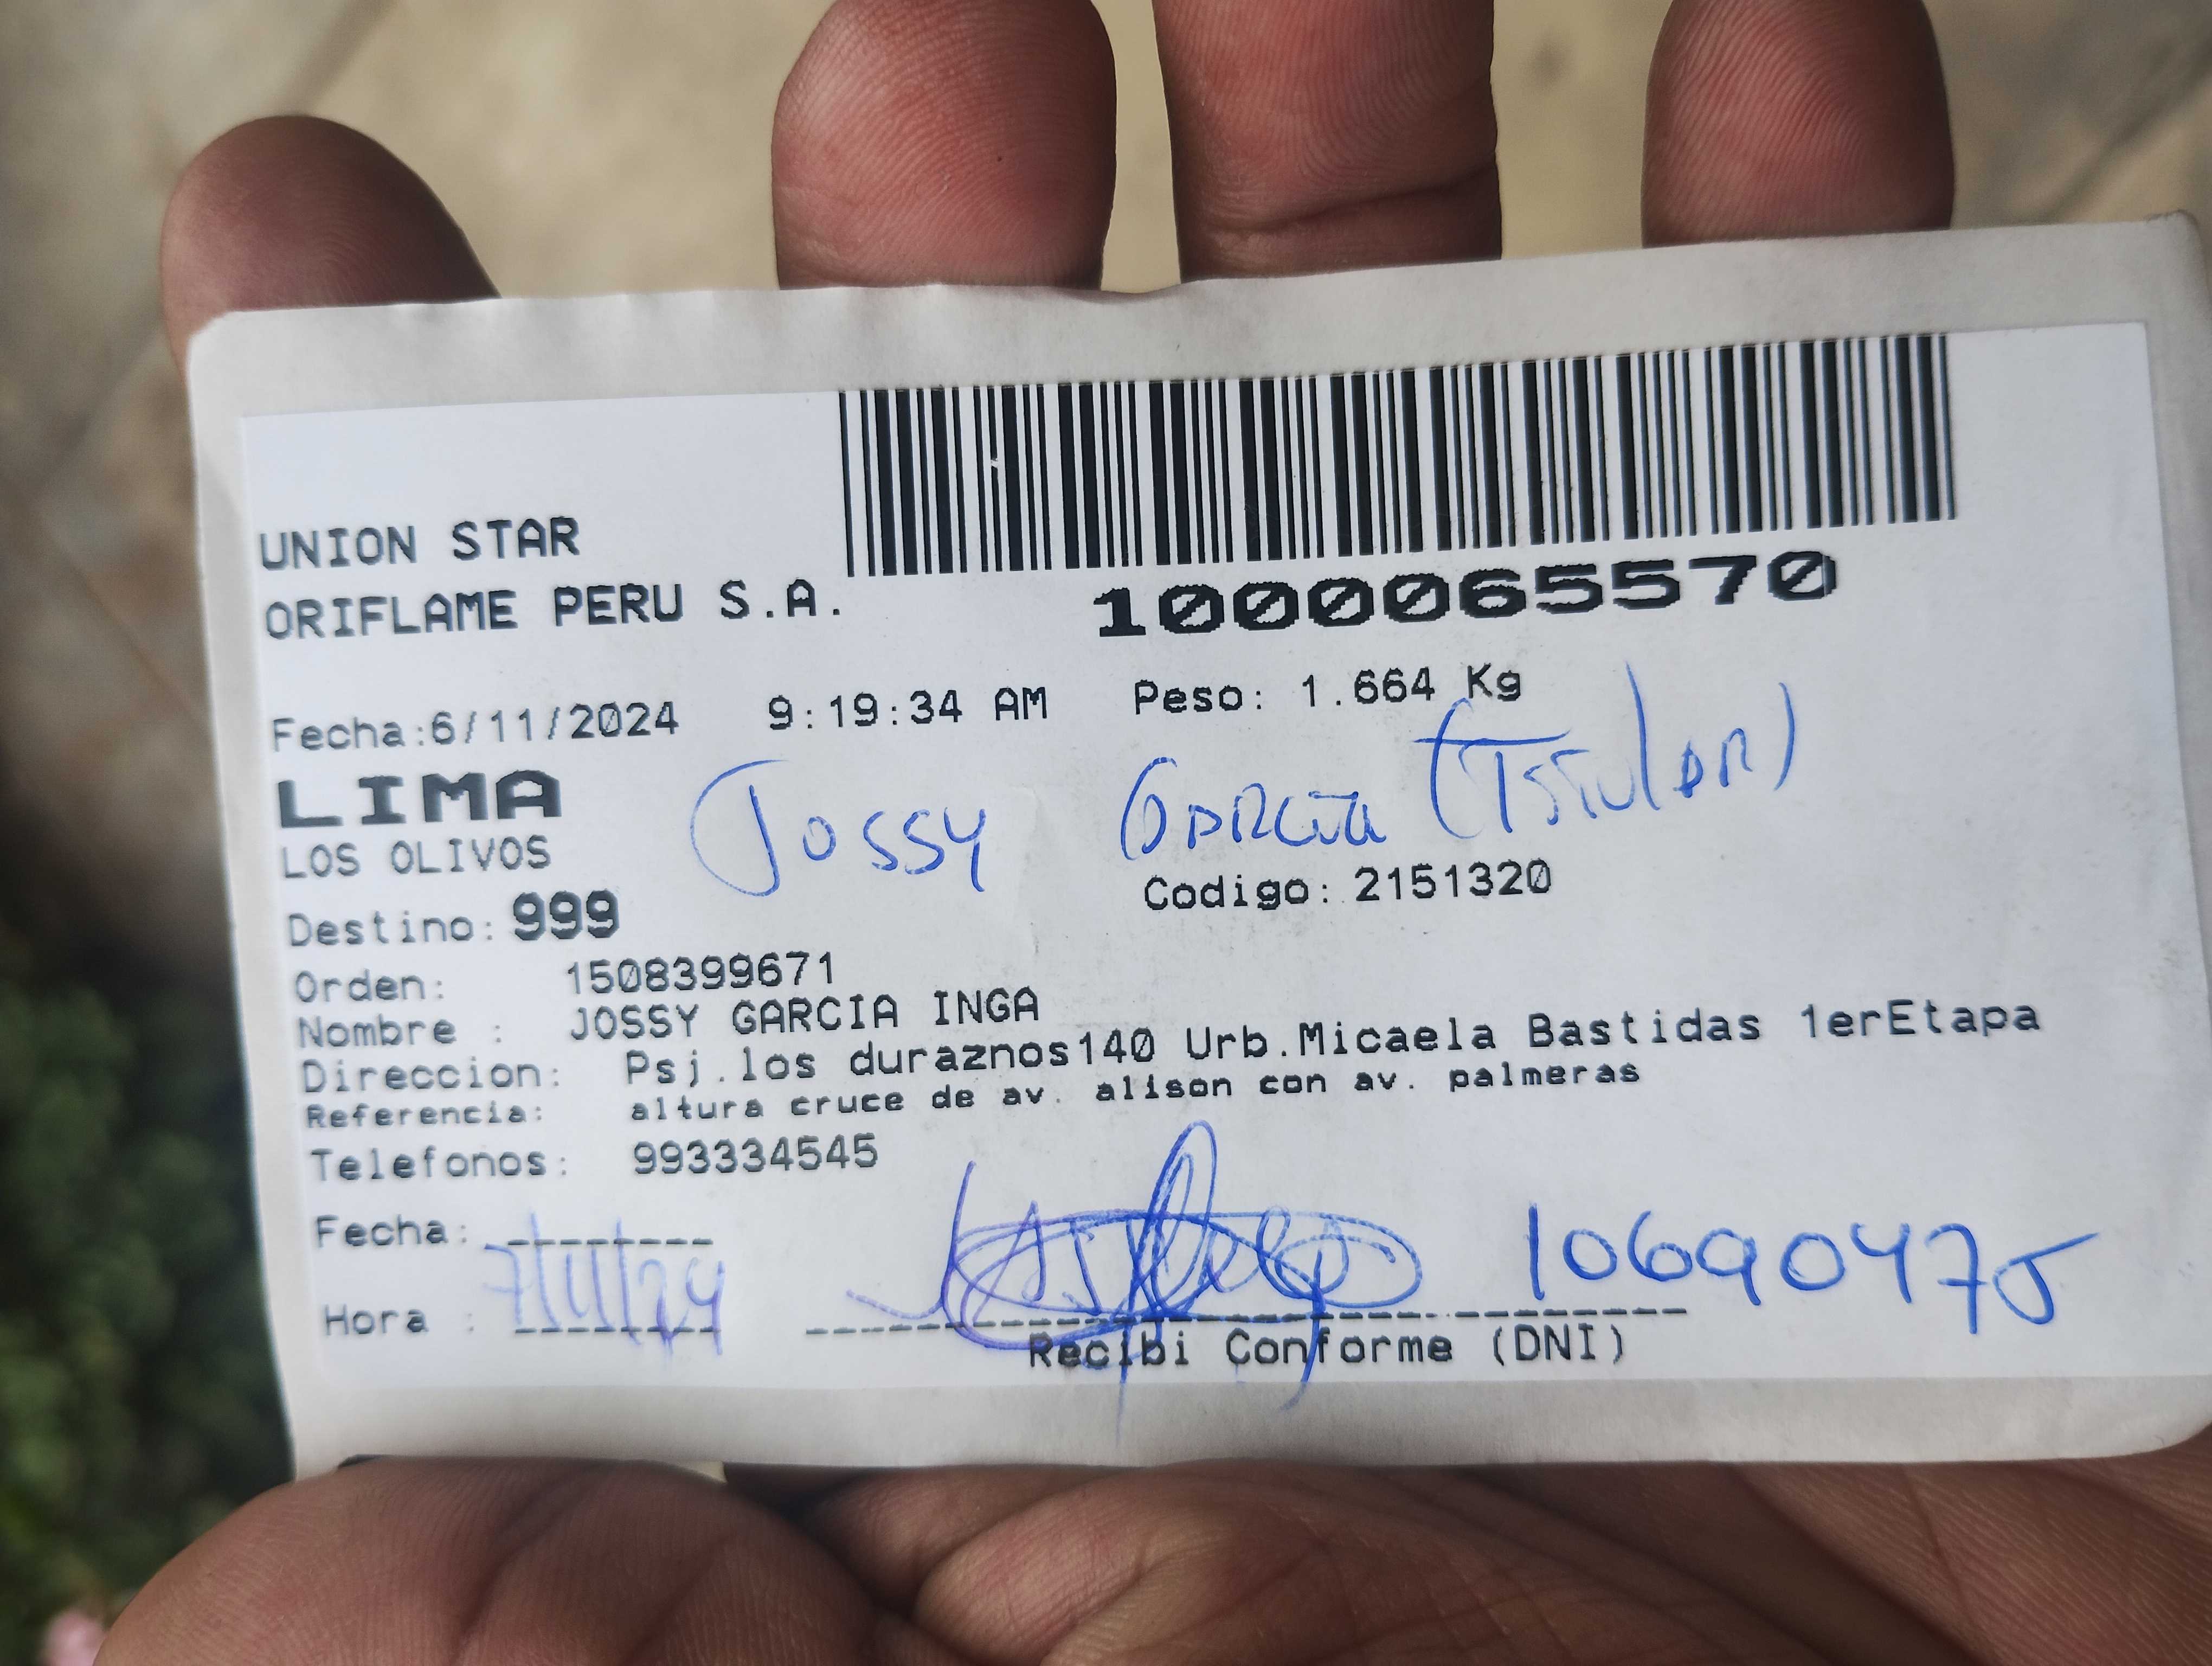 UNION STAR
ORIFLAME PERU S.A.
1000065570
Fecha:6/11/2024 9:19:34 AM Peso: 1.664 Kg
LIMA
Jossy García (Titular)
LOS OLIVOS
Codigo: 2151320
Destino: 999
Orden: 1508399671
Nombre : JOSSY GARCIA INGA
Direccion: Psj.los duraznos140 Urb.Micaela Bastidas 1erEtapa
Referencia: altura cruce de av. alison con av. palmeras
Telefonos: 993334545
Fecha:
7/11/24
10690475
Hora :
Recibi Conforme (DNI)